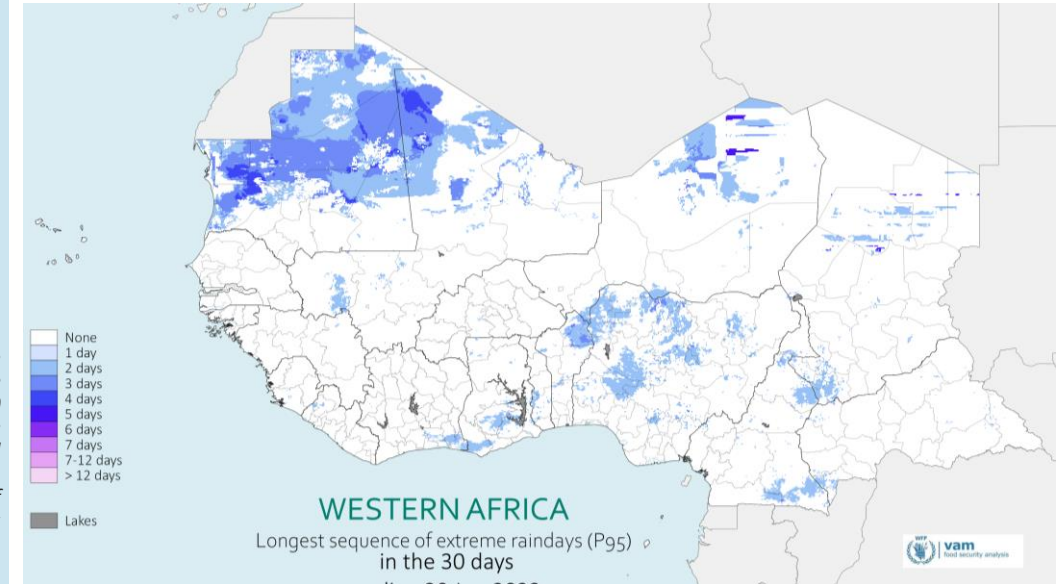 None
1 day
2 days
3 days
4 days
5 days
6 days
7 days
7-12 days
> 12 days
Lakes
WESTERN AFRICA
Longest sequence of extreme raindays (P95)
in the 30 days
WFP
vam
food security analysis